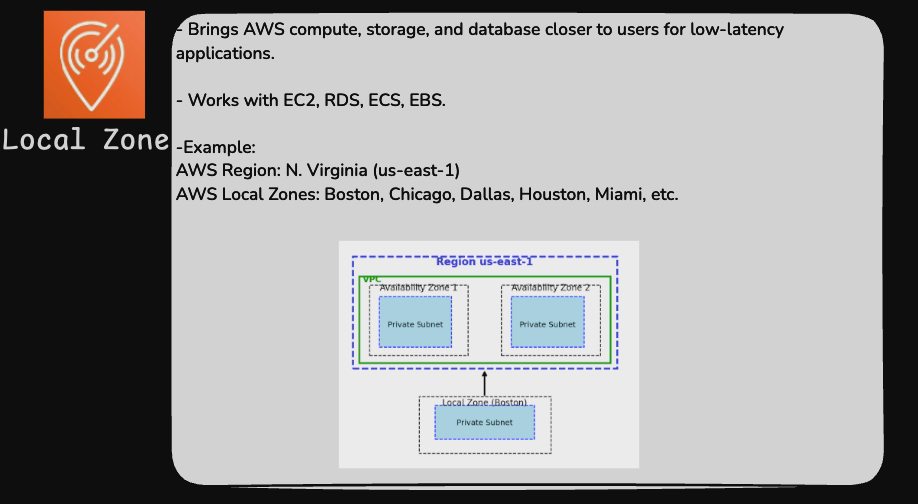 Local Zone
- Brings AWS compute, storage, and database closer to users for low-latency
applications.
- Works with EC2, RDS, ECS, EBS.
-Example:
AWS Region: N. Virginia (us-east-1)
AWS Local Zones: Boston, Chicago, Dallas, Houston, Miami, etc.
Region us-east-1
VPC
Availability Zone 1
Availability Zone 2
Private Subnet
Private Subnet
Local Zone (Boston)
Private Subnet